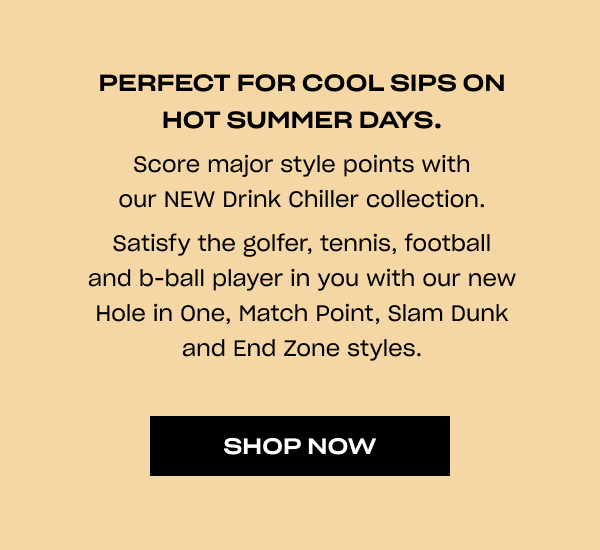 PERFECT FOR COOL SIPS ON
HOT SUMMER DAYS.
Score major style points with
our NEW Drink Chiller collection.
Satisfy the golfer, tennis, football
and b-ball player in you with our new
Hole in One, Match Point, Slam Dunk
and End Zone styles.
SHOP NOW